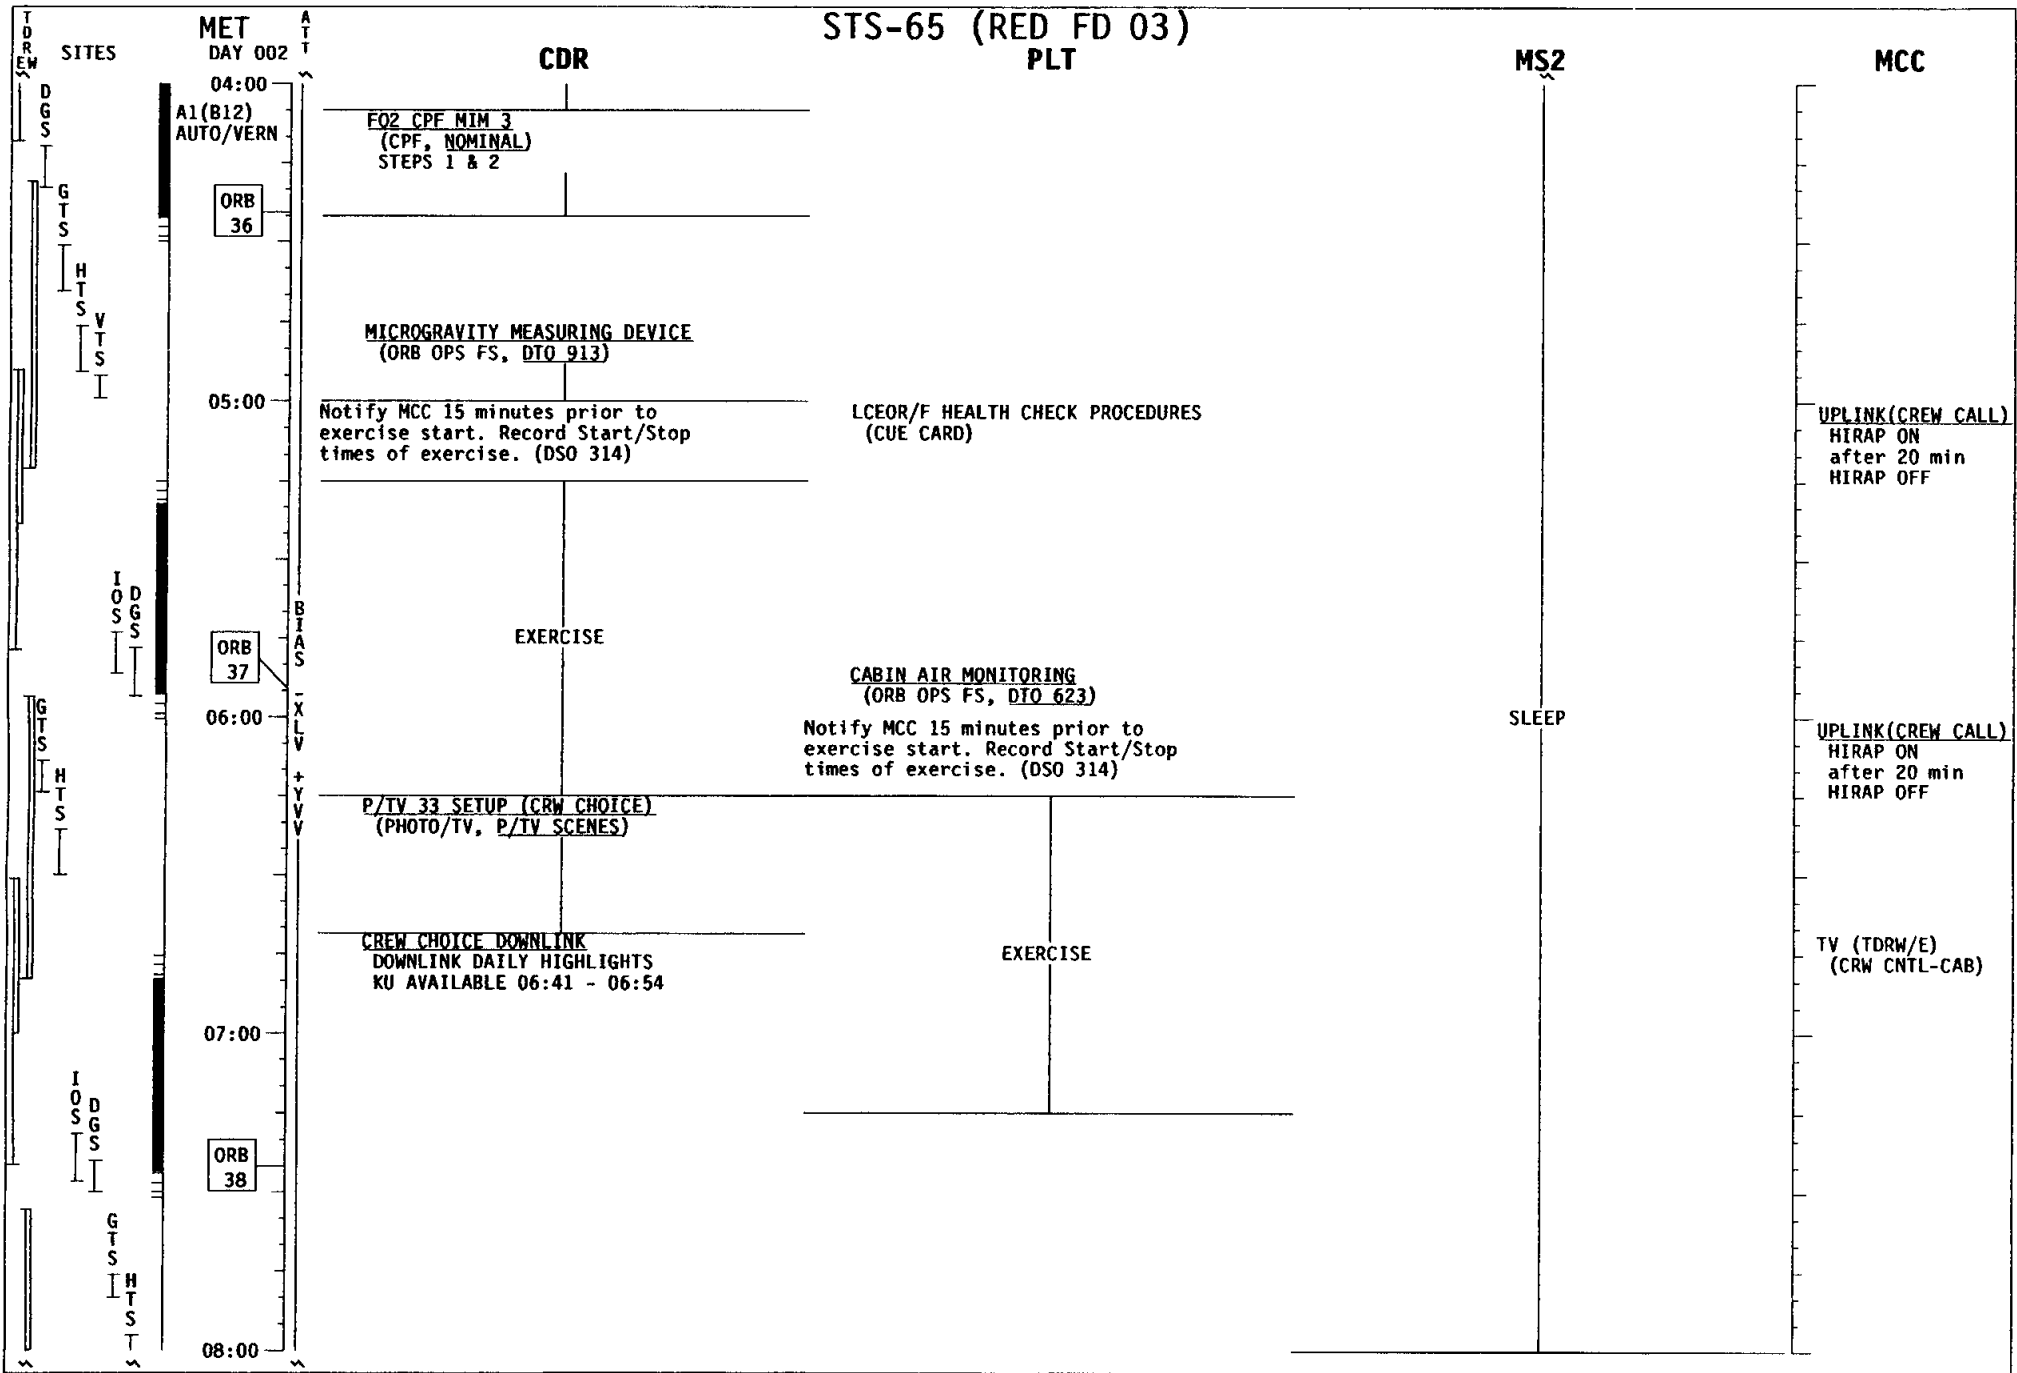 STS-65 (RED FD 03)
TDRE W
SITES
MET
DAY 002
ATT
CDR
PLT
MS2
MCC
04:00
DGS
A1(B12)
AUTO/VERN
FQ2 CPF MIM 3
(CPF, NOMINAL)
STEPS 1 & 2
GTS
ORB
36
HTS
VTS
MICROGRAVITY MEASURING DEVICE
(ORB OPS FS, DTO 913)
05:00
Notify MCC 15 minutes prior to
exercise start. Record Start/Stop
times of exercise. (DSO 314)
LCEOR/F HEALTH CHECK PROCEDURES
(CUE CARD)
UPLINK(CREW CALL)
HIRAP ON
after 20 min
HIRAP OFF
IOS
DGS
BIAS -XLV +YVV
ORB
37
EXERCISE
CABIN AIR MONITORING
(ORB OPS FS, DTO 623)
06:00
GTS
Notify MCC 15 minutes prior to
exercise start. Record Start/Stop
times of exercise. (DSO 314)
SLEEP
UPLINK(CREW CALL)
HIRAP ON
after 20 min
HIRAP OFF
HTS
P/TV 33 SETUP (CRW CHOICE)
(PHOTO/TV, P/TV SCENES)
CREW CHOICE DOWNLINK
DOWNLINK DAILY HIGHLIGHTS
KU AVAILABLE 06:41 - 06:54
EXERCISE
TV (TDRW/E)
(CRW CNTL-CAB)
07:00
IOS
DGS
ORB
38
GTS
HTS
08:00